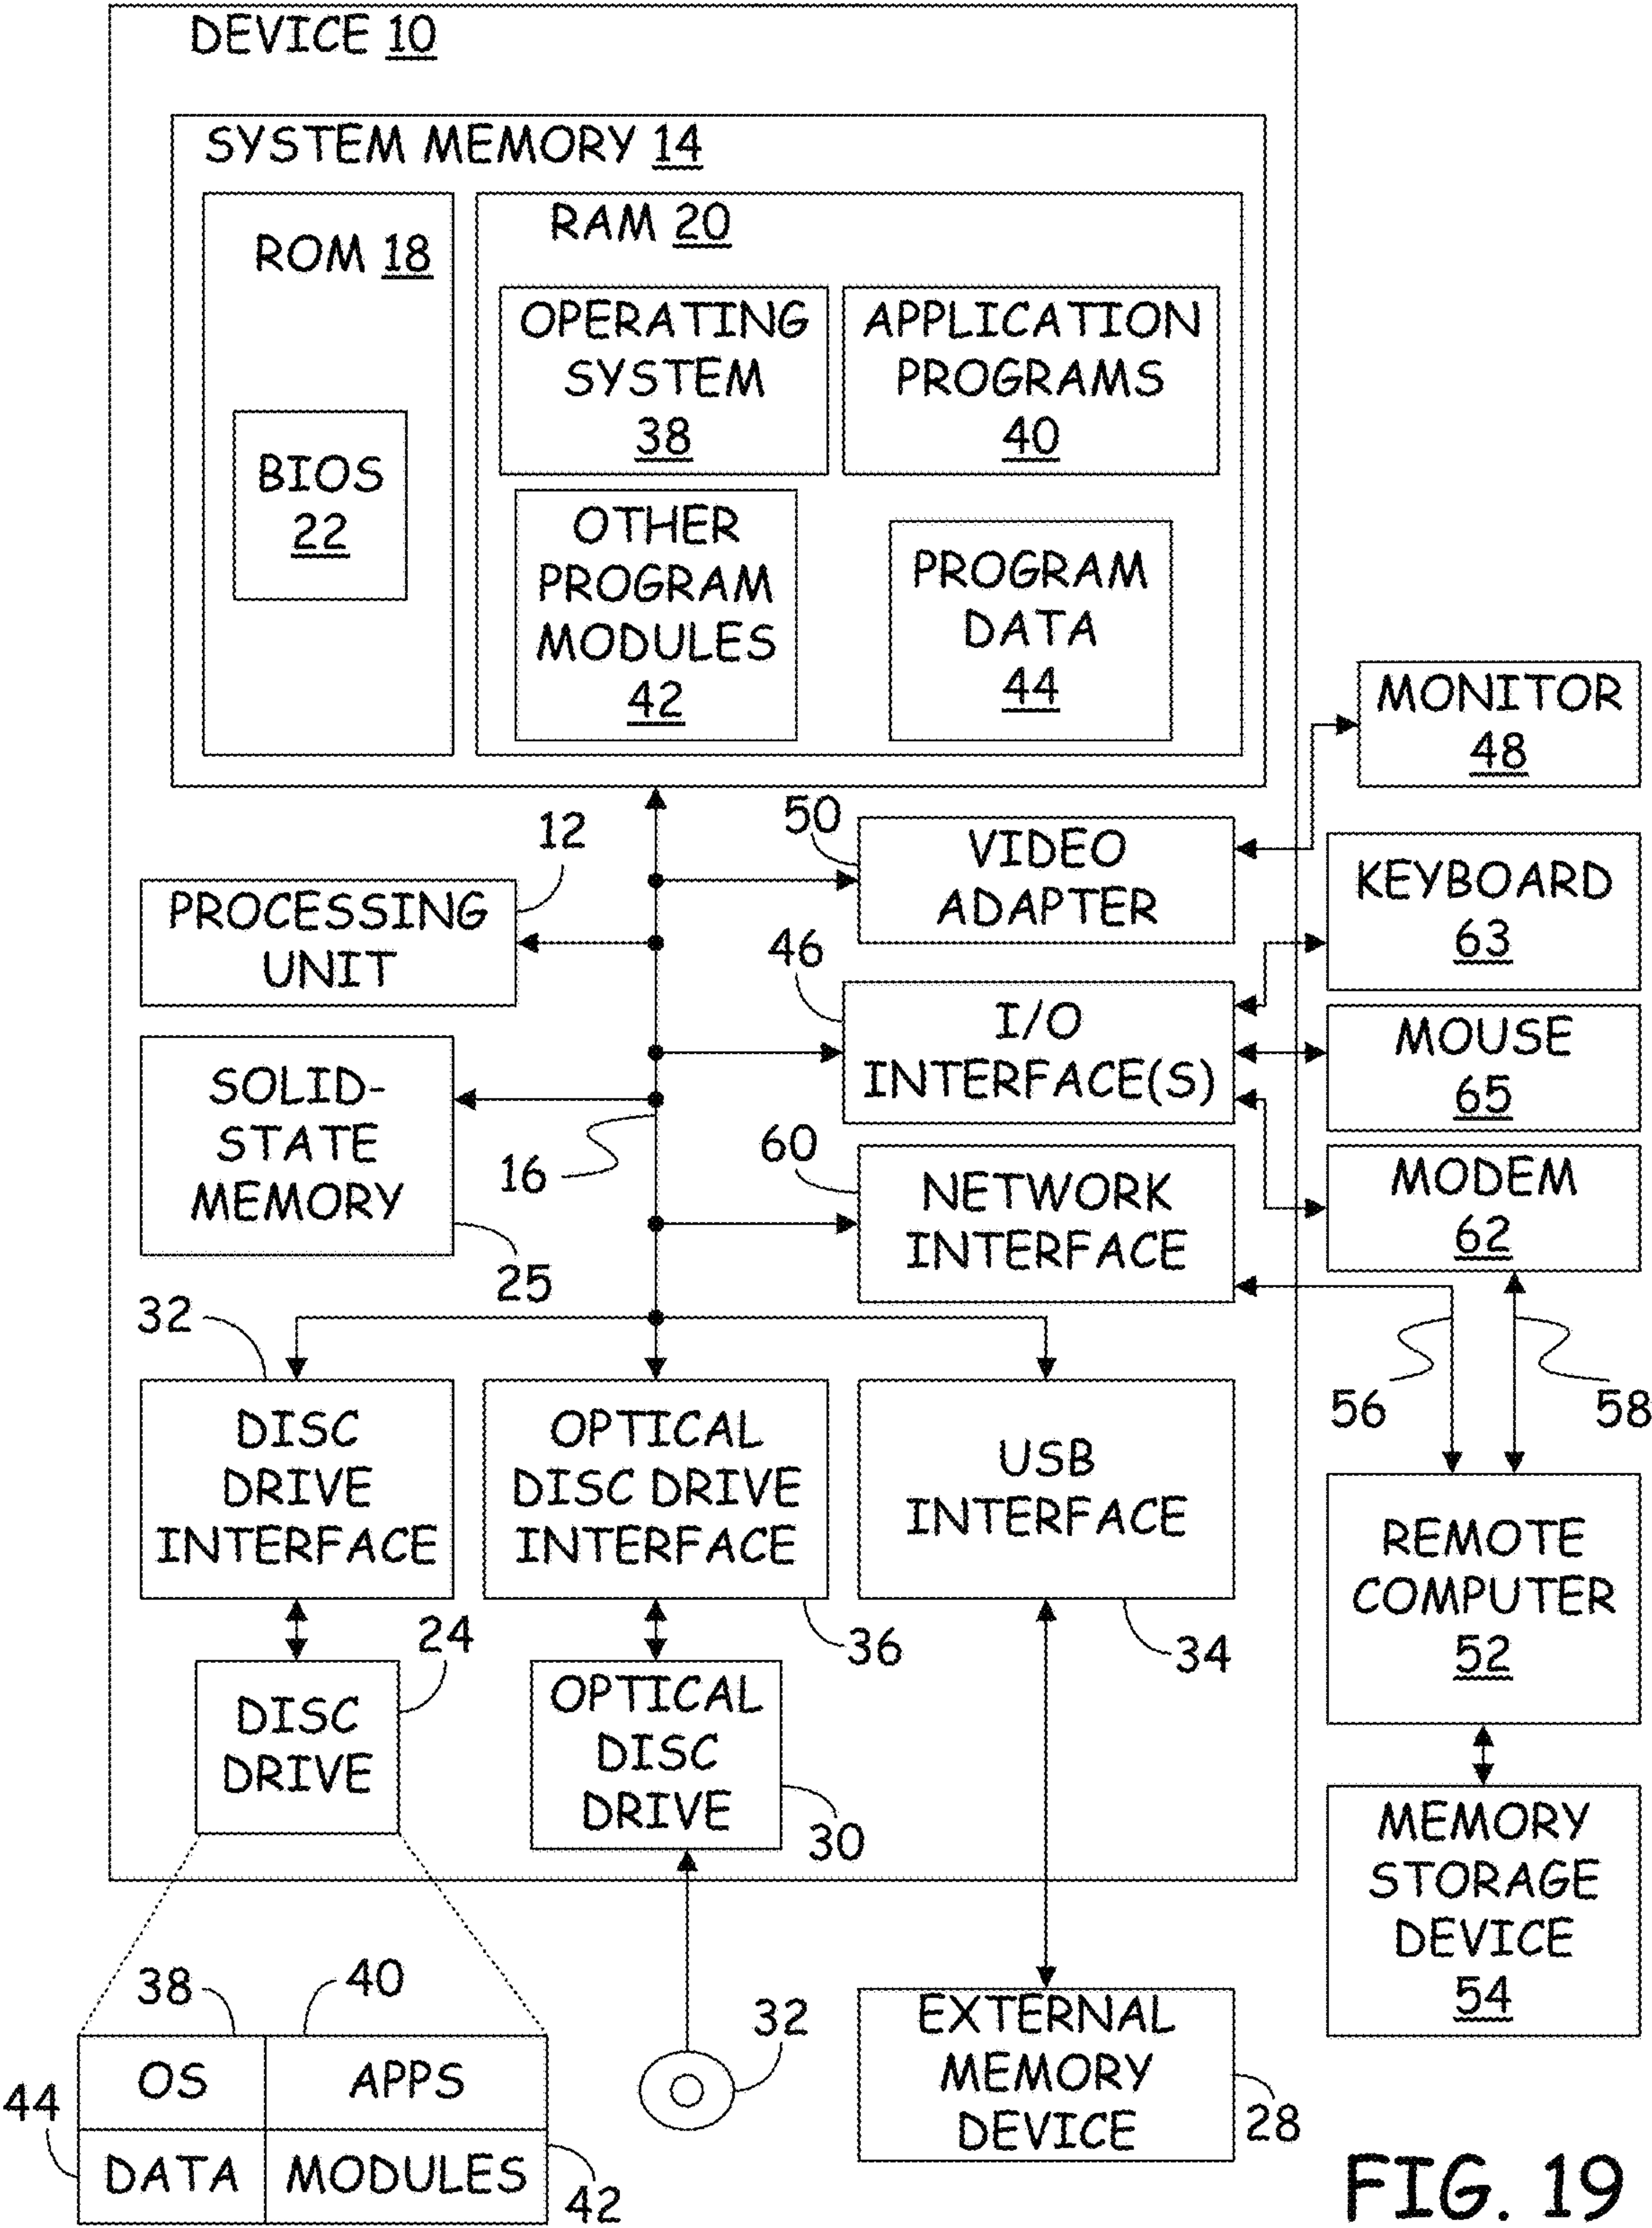 DEVICE 10
SYSTEM MEMORY 14
ROM 18
BIOS
22
RAM 20
OPERATING
SYSTEM
38
APPLICATION
PROGRAMS
40
OTHER
PROGRAM
MODULES
42
PROGRAM
DATA
44
MONITOR
48
12
PROCESSING
UNIT
50
VIDEO
ADAPTER
KEYBOARD
63
46
I/O
INTERFACE(S)
MOUSE
65
SOLID-
STATE
MEMORY
25
16
60
NETWORK
INTERFACE
MODEM
62
56
58
32
DISC
DRIVE
INTERFACE
OPTICAL
DISC DRIVE
INTERFACE
36
USB
INTERFACE
34
REMOTE
COMPUTER
52
24
DISC
DRIVE
OPTICAL
DISC
DRIVE
30
MEMORY
STORAGE
DEVICE
54
38
40
OS
APPS
44
DATA
MODULES
42
32
EXTERNAL
MEMORY
DEVICE
28
FIG. 19